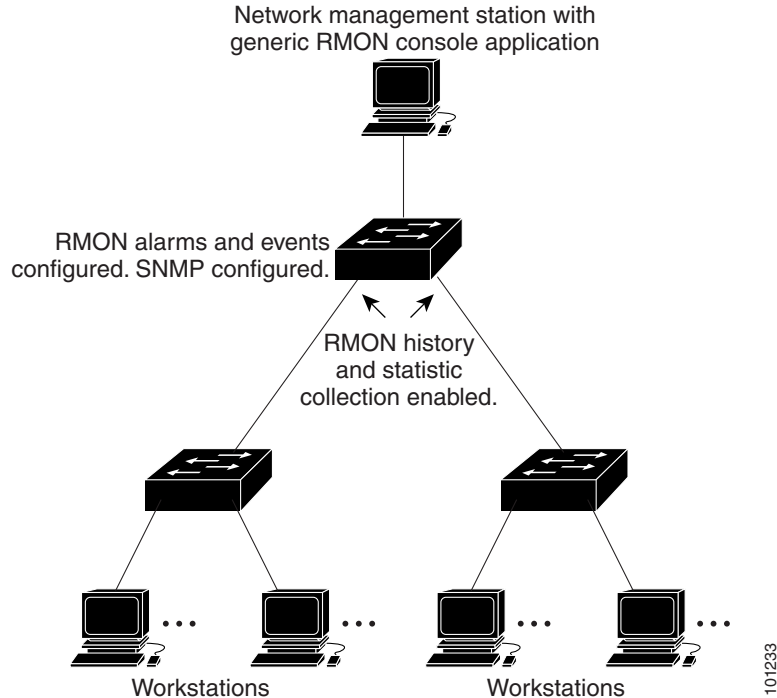 Network management station with
generic RMON console application
RMON alarms and events
configured. SNMP configured.
RMON history
and statistic
collection enabled.
Workstations
Workstations
101233